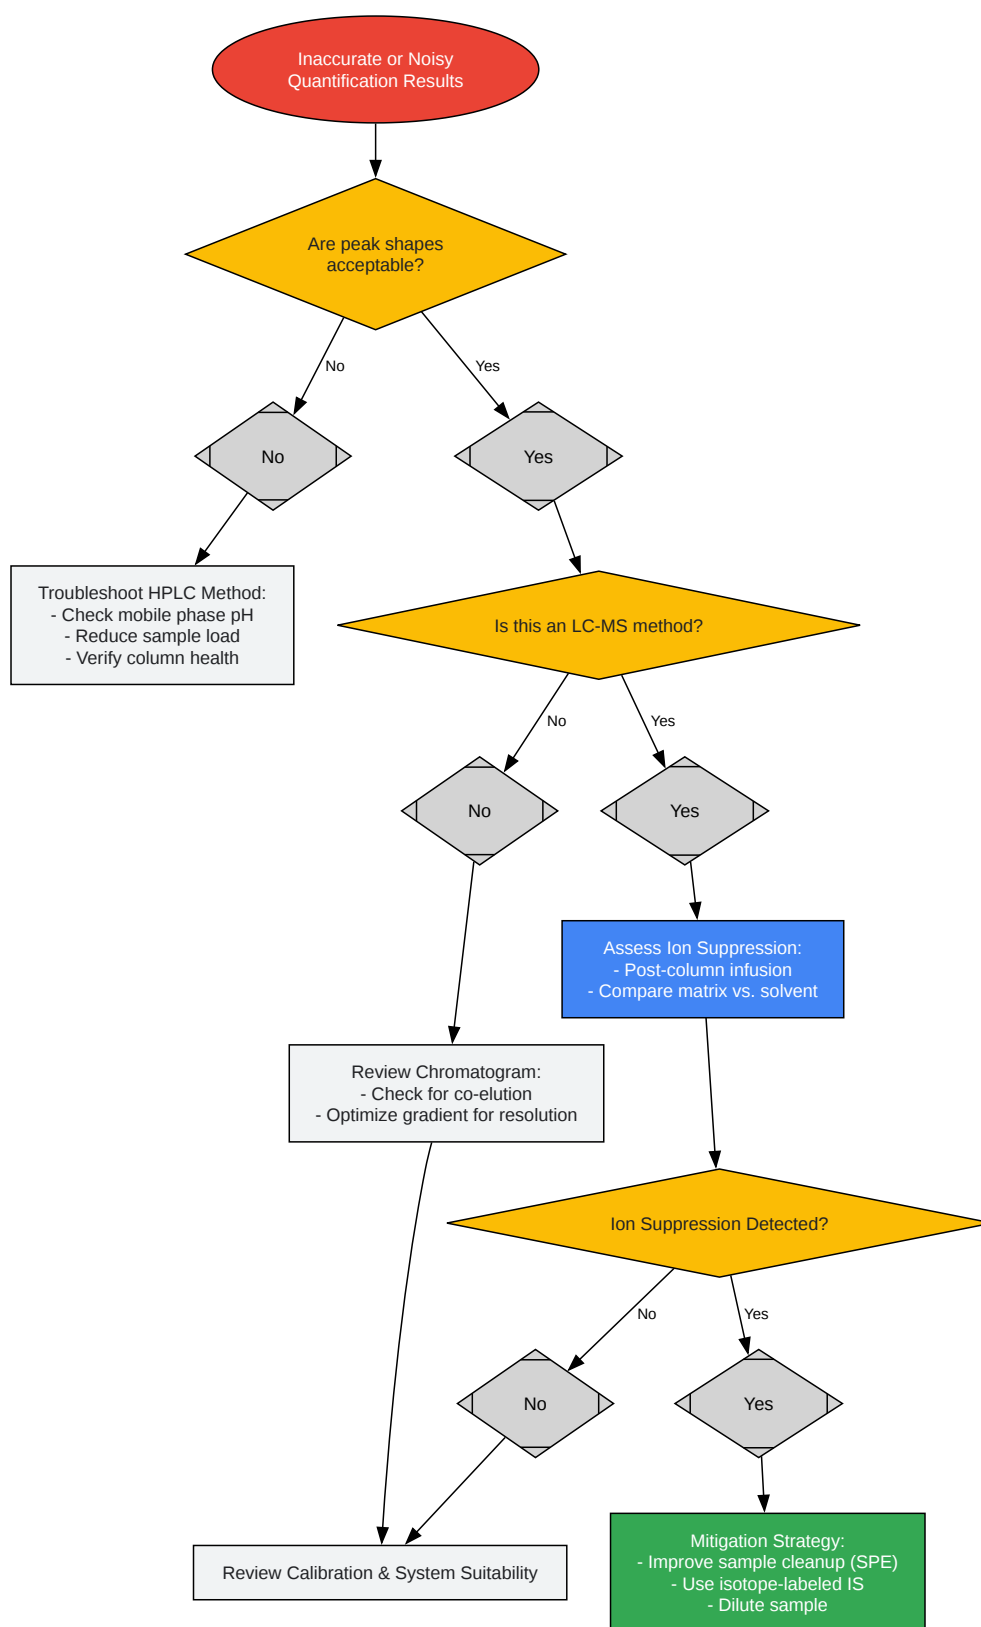 Inaccurate or Noisy
Quantification Results
Are peak shapes
acceptable?
No
Yes
No
Yes
Troubleshoot HPLC Method:
- Check mobile phase pH
- Reduce sample load
- Verify column health
Is this an LC-MS method?
No
Yes
No
Yes
Assess Ion Suppression:
- Post-column infusion
- Compare matrix vs. solvent
Review Chromatogram:
- Check for co-elution
- Optimize gradient for resolution
Ion Suppression Detected?
No
Yes
No
Yes
Review Calibration & System Suitability
Mitigation Strategy:
- Improve sample cleanup (SPE)
- Use isotope-labeled IS
- Dilute sample